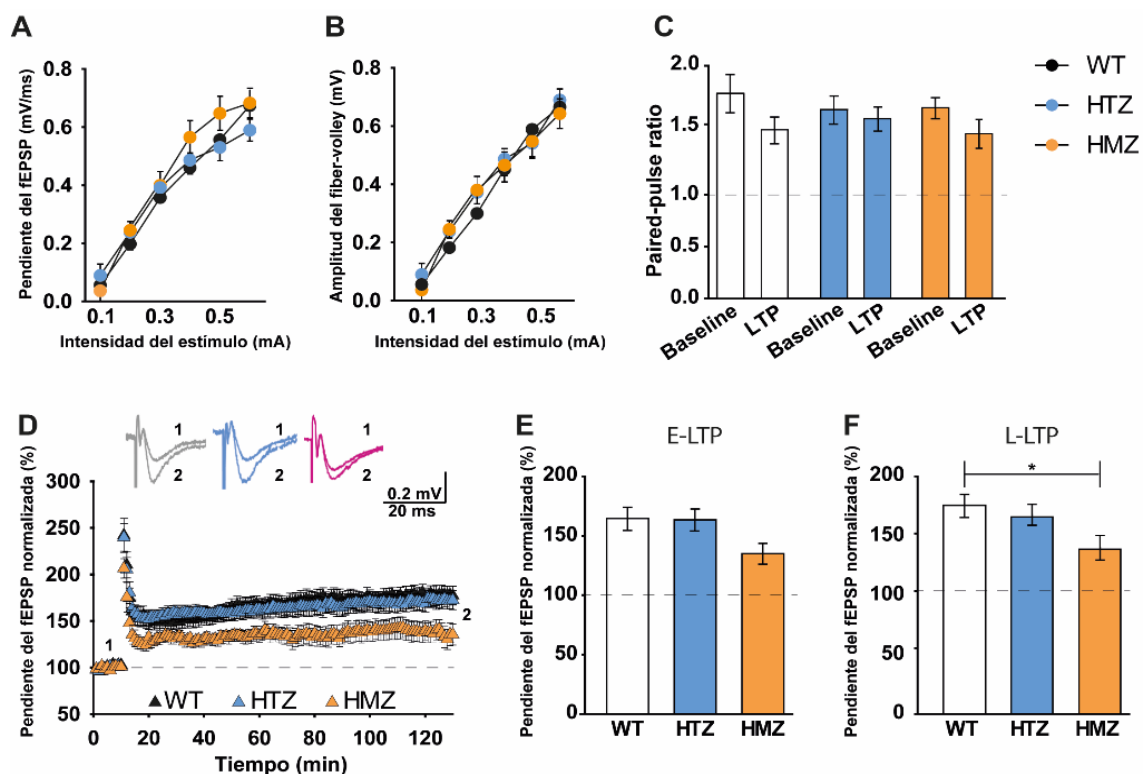 A
Pendiente del fEPSP (mV/ms)
0.8
0.6
0.4
0.2
0.0
0.1 0.3 0.5
Intensidad del estímulo (mA)
B
Amplitud del fiber-volley (mV)
0.8
0.6
0.4
0.2
0.0
0.1 0.3 0.5
Intensidad del estímulo (mA)
C
Paired-pulse ratio
2.0
1.5
1.0
0.5
0.0
Baseline LTP Baseline LTP Baseline LTP
WT
HTZ
HMZ
D
1 1 1
2 2 2
0.2 mV
20 ms
Pendiente del fEPSP normalizada (%)
300
250
200
150
100
50
1
2
WT HTZ HMZ
0 20 40 60 80 100 120
Tiempo (min)
E
E-LTP
Pendiente del fEPSP normalizada (%)
200
150
100
50
0
WT HTZ HMZ
F
L-LTP
Pendiente del fEPSP normalizada (%)
200
150
100
50
0
*
WT HTZ HMZ